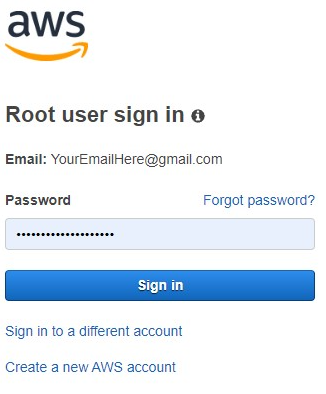 aws
Root user sign in
Email: YourEmailHere@gmail.com
Password Forgot password?
••••••••••••••••••••
Sign in
Sign in to a different account
Create a new AWS account